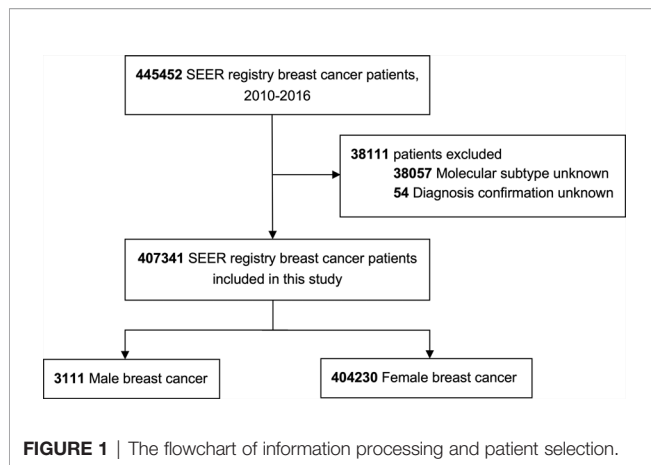 445452 SEER registry breast cancer patients,
2010-2016
38111 patients excluded
38057 Molecular subtype unknown
54 Diagnosis confirmation unknown
407341 SEER registry breast cancer patients
included in this study
3111 Male breast cancer
404230 Female breast cancer
FIGURE 1 | The flowchart of information processing and patient selection.